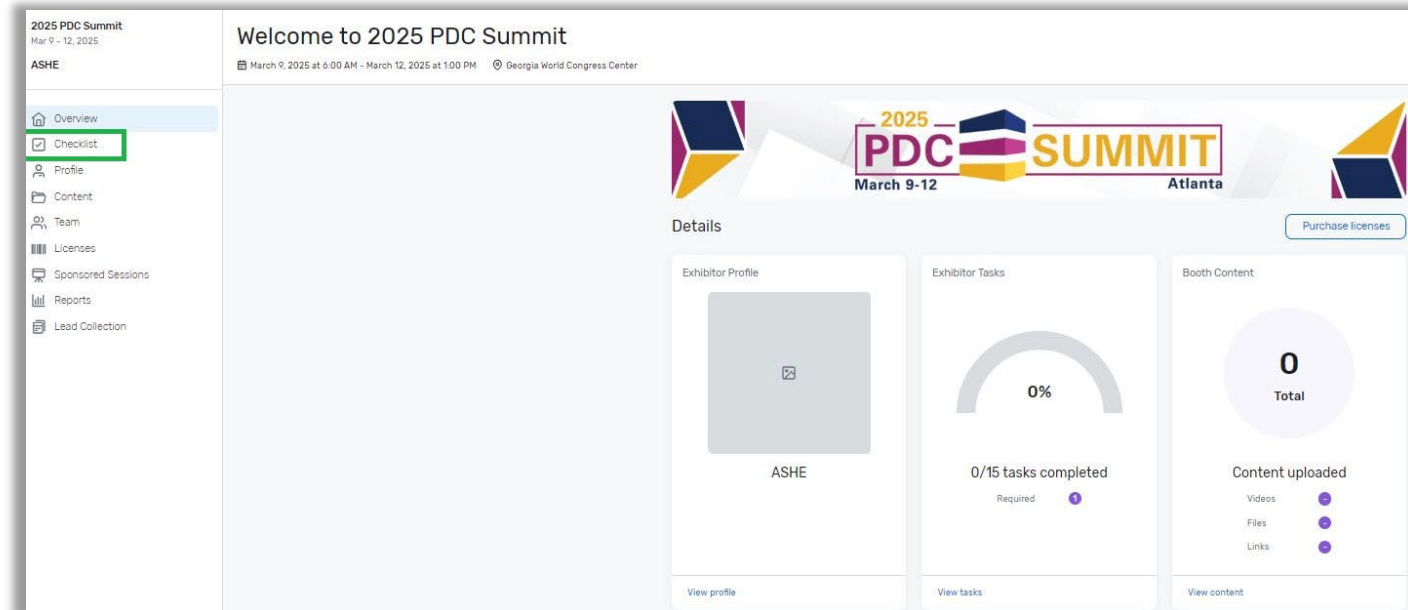 2025 PDC Summit
Mar 9 - 12, 2025
ASHE
Overview
Checklist
Profile
Content
Team
Licenses
Sponsored Sessions
Reports
Lead Collection
Welcome to 2025 PDC Summit
March 9, 2025 at 6:00 AM - March 12, 2025 at 1:00 PM Georgia World Congress Center
2025
PDC SUMMIT
March 9-12 Atlanta
Details
Purchase licenses
Exhibitor Profile
ASHE
View profile
Exhibitor Tasks
0%
0/15 tasks completed
Required 1
View tasks
Booth Content
0
Total
Content uploaded
Videos -
Files -
Links -
View content